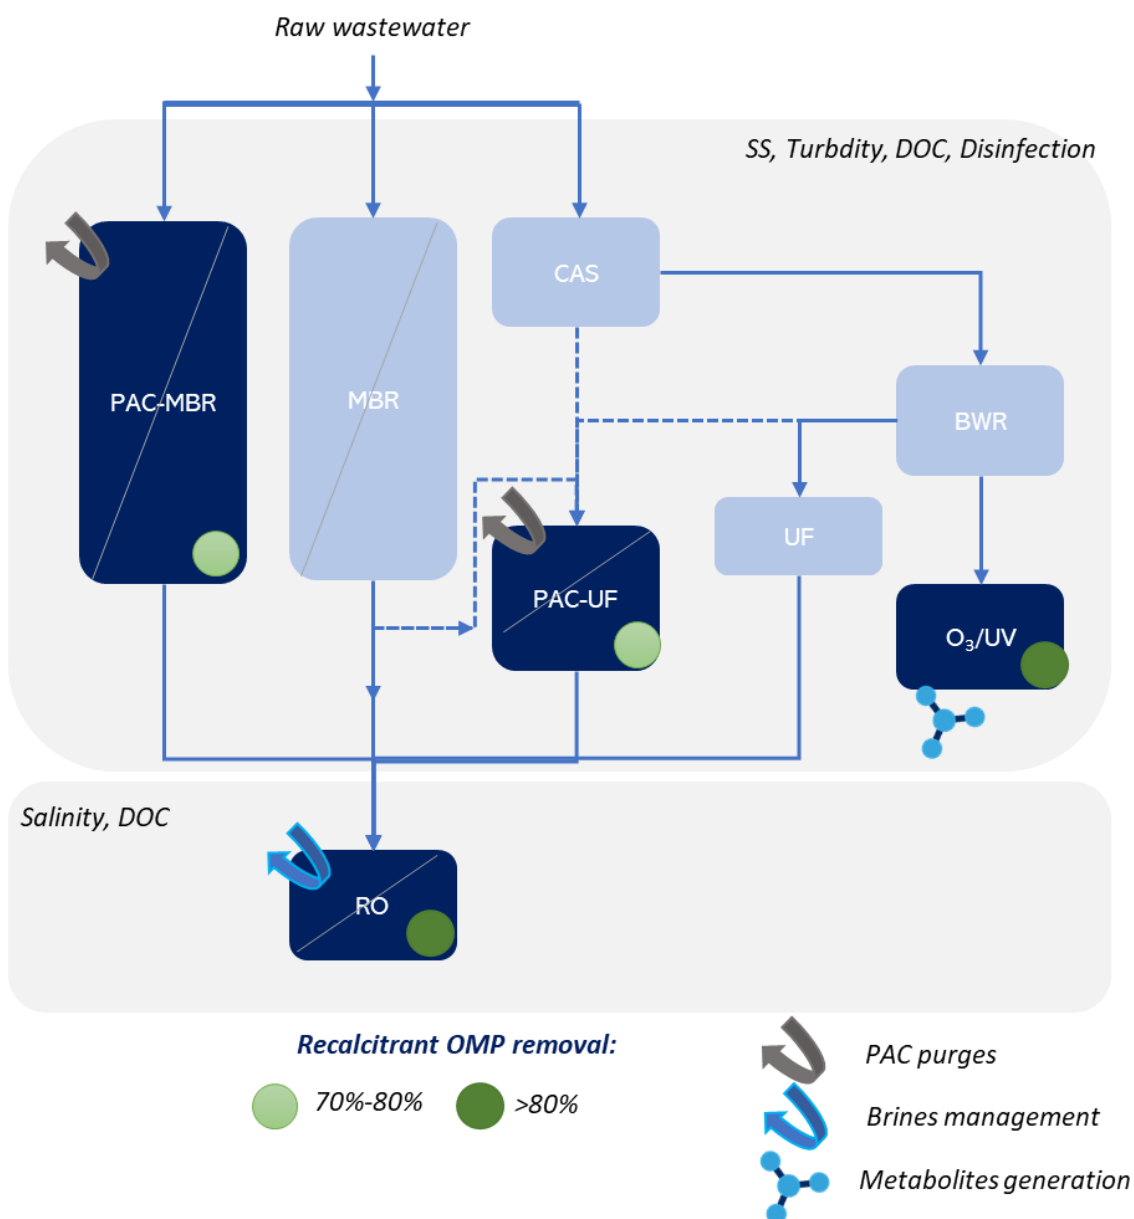 Raw wastewater
SS, Turbdity, DOC, Disinfection
CAS
PAC-MBR
MBR
BWR
UF
PAC-UF
O₃/UV
Salinity, DOC
RO
Recalcitrant OMP removal:
70%-80%
>80%
PAC purges
Brines management
Metabolites generation